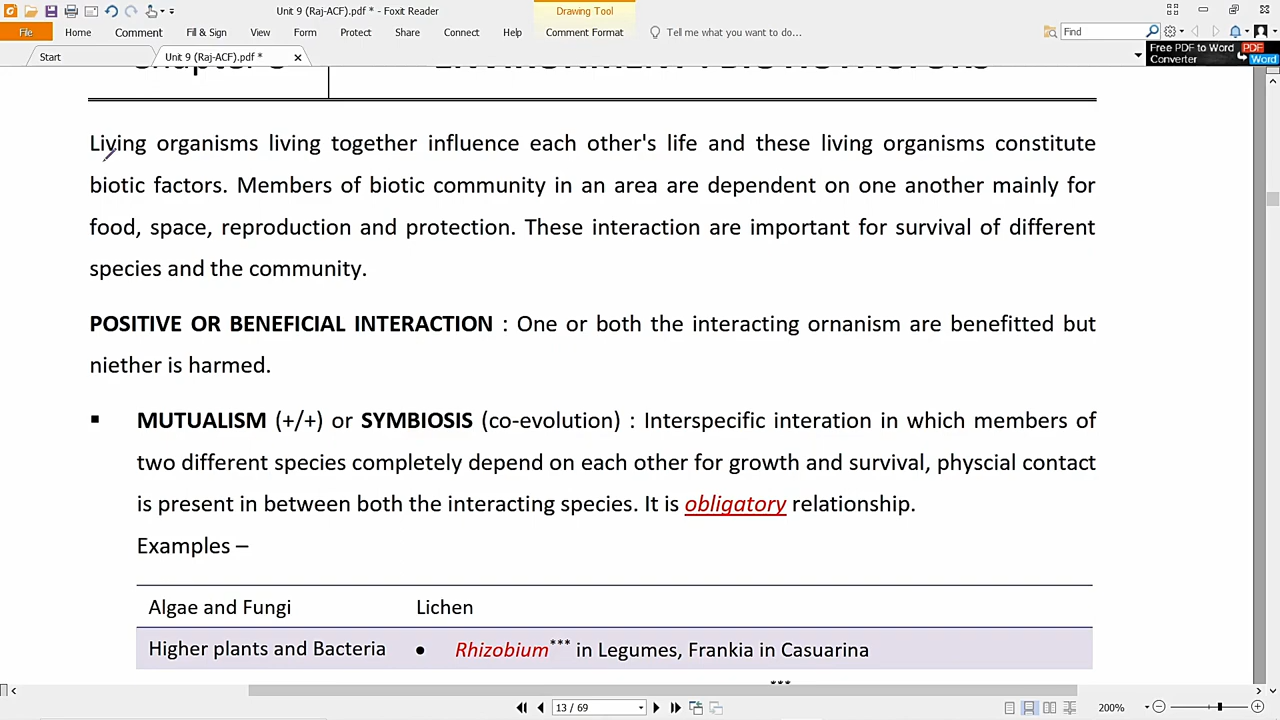 Unit 9 (Raj-ACF).pdf * - Foxit Reader
Drawing Tool
File Home Comment Fill & Sign View Form Protect Share Connect Help Comment Format Tell me what you want to do... Find
Start Unit 9 (Raj-ACF).pdf *
Free PDF to Word Converter PDF Word
Living organisms living together influence each other's life and these living organisms constitute
biotic factors. Members of biotic community in an area are dependent on one another mainly for
food, space, reproduction and protection. These interaction are important for survival of different
species and the community.
POSITIVE OR BENEFICIAL INTERACTION : One or both the interacting ornanism are benefitted but
niether is harmed.
▪ MUTUALISM (+/+) or SYMBIOSIS (co-evolution) : Interspecific interation in which members of
two different species completely depend on each other for growth and survival, physcial contact
is present in between both the interacting species. It is obligatory relationship.
Examples –
Algae and Fungi Lichen
Higher plants and Bacteria • Rhizobium*** in Legumes, Frankia in Casuarina
***
13 / 69
200%